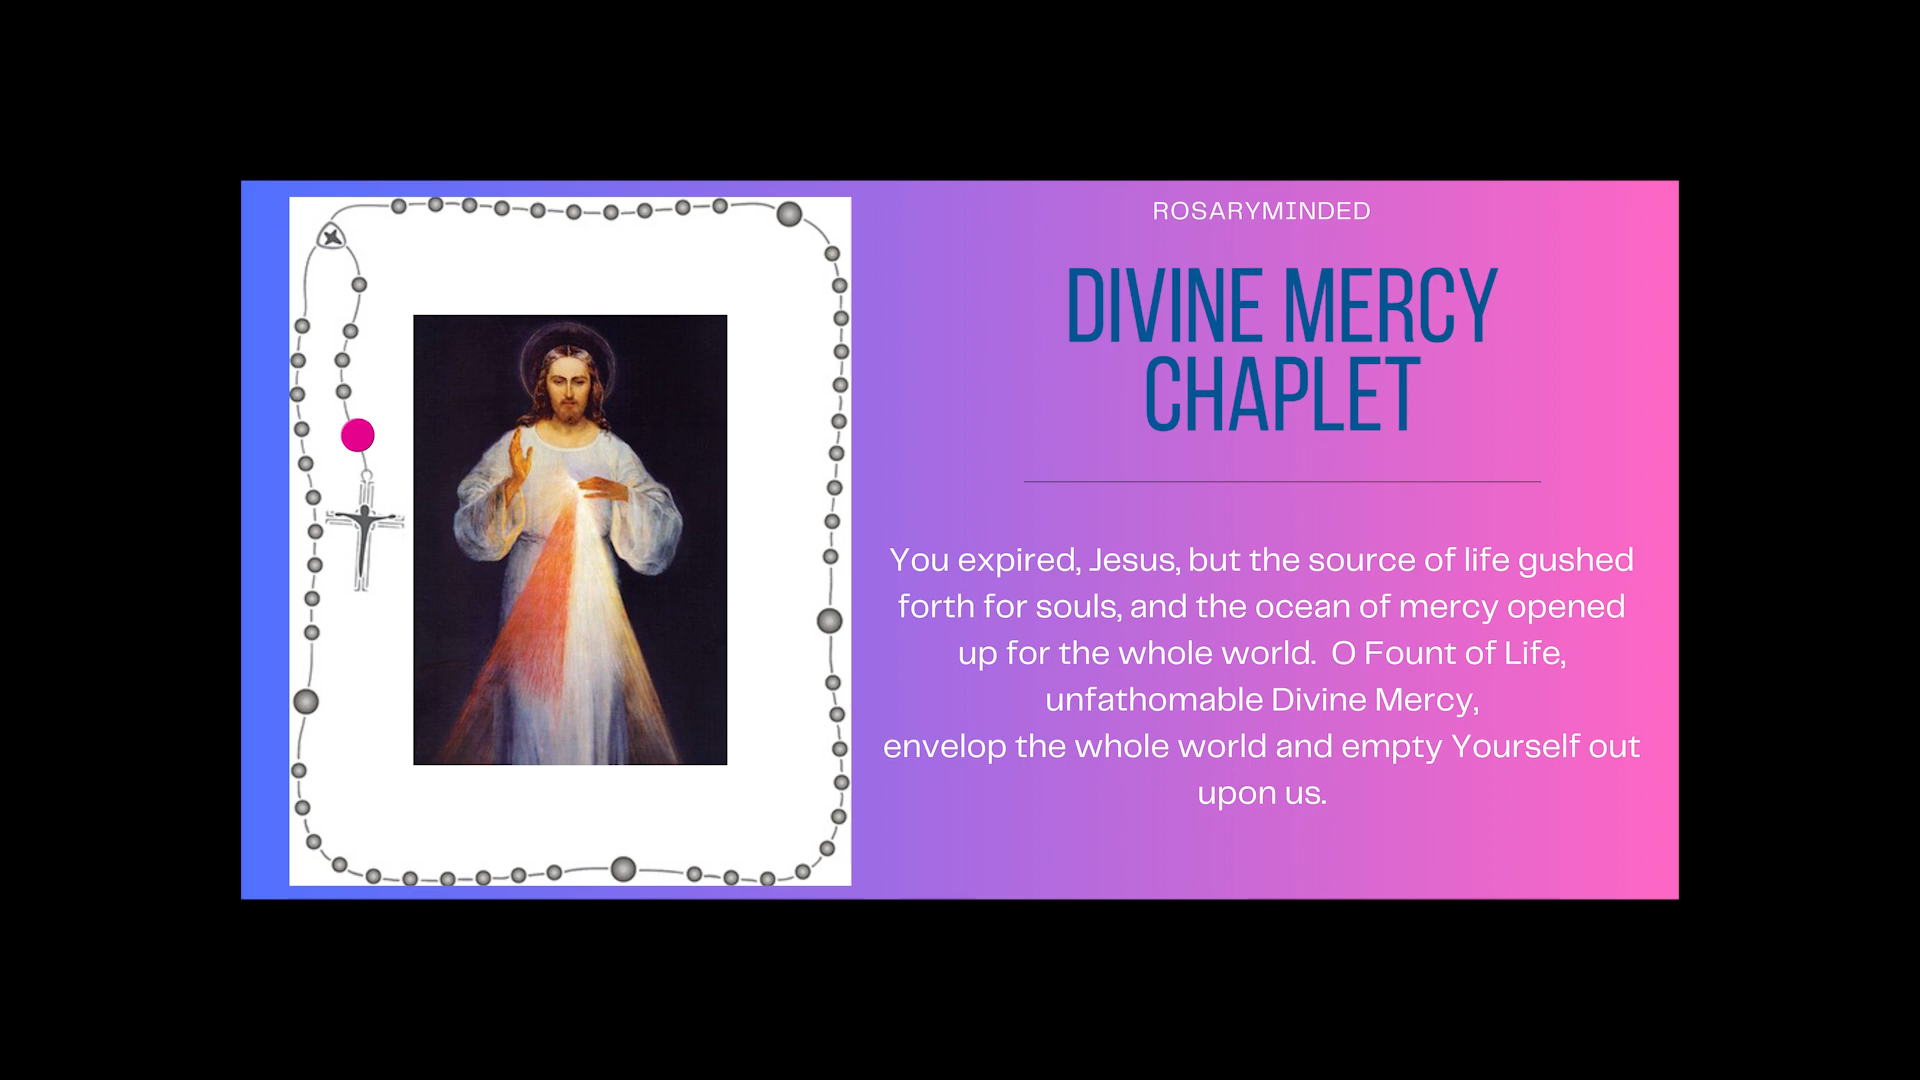 ROSARYMINDED
DIVINE MERCY
CHAPLET
You expired, Jesus, but the source of life gushed
forth for souls, and the ocean of mercy opened
up for the whole world.  O Fount of Life,
unfathomable Divine Mercy,
envelop the whole world and empty Yourself out
upon us.